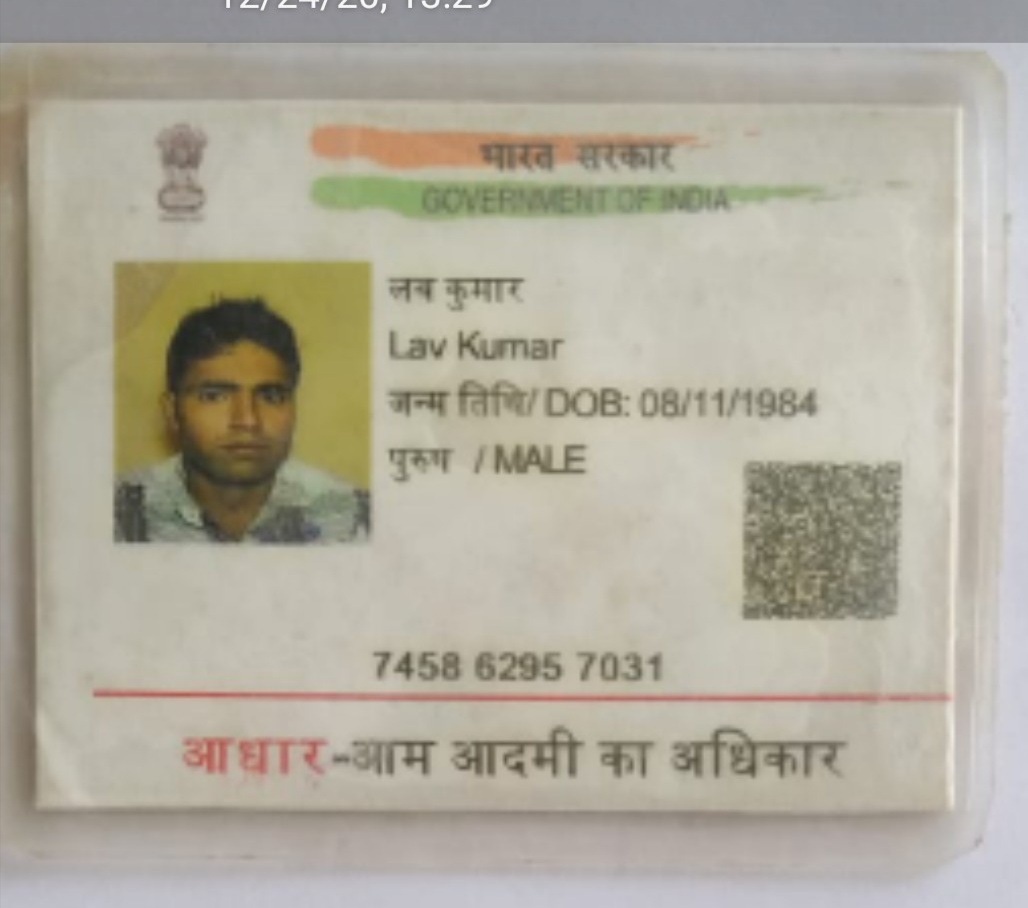 12/24/20, 13:29
भारत सरकार
GOVERNMENT OF INDIA
लव कुमार
Lav Kumar
जन्म तिथि/ DOB: 08/11/1984
पुरुष / MALE
7458 6295 7031
आधार-आम आदमी का अधिकार